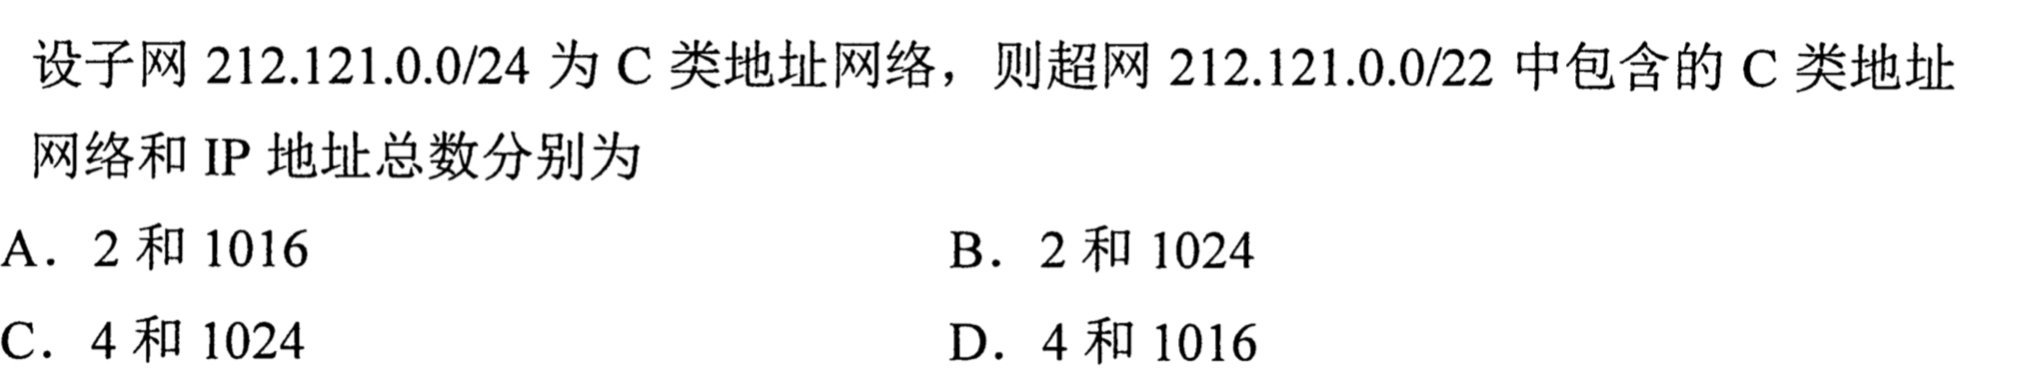 设子网 212.121.0.0/24 为 C 类地址网络，则超网 212.121.0.0/22 中包含的 C 类地址
网络和 IP 地址总数分别为
A．2 和 1016 B．2 和 1024
C．4 和 1024 D．4 和 1016